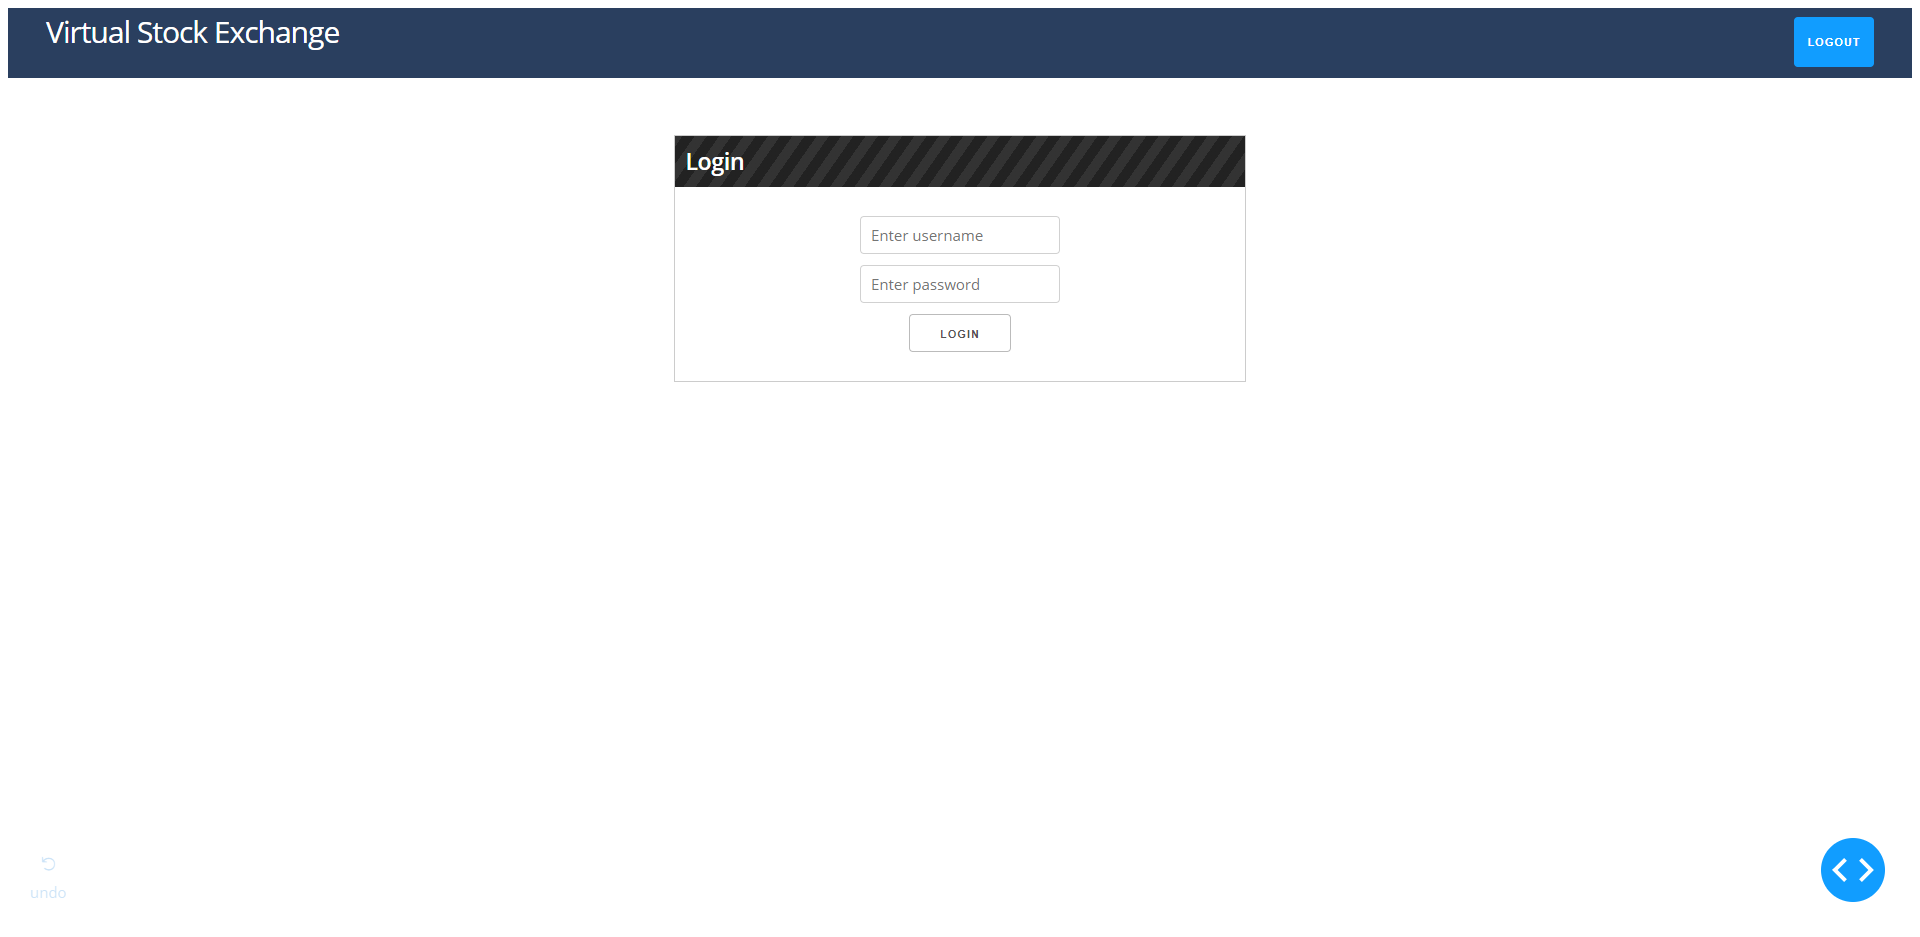 Virtual Stock Exchange
LOGOUT
Login
Enter username
Enter password
LOGIN
undo